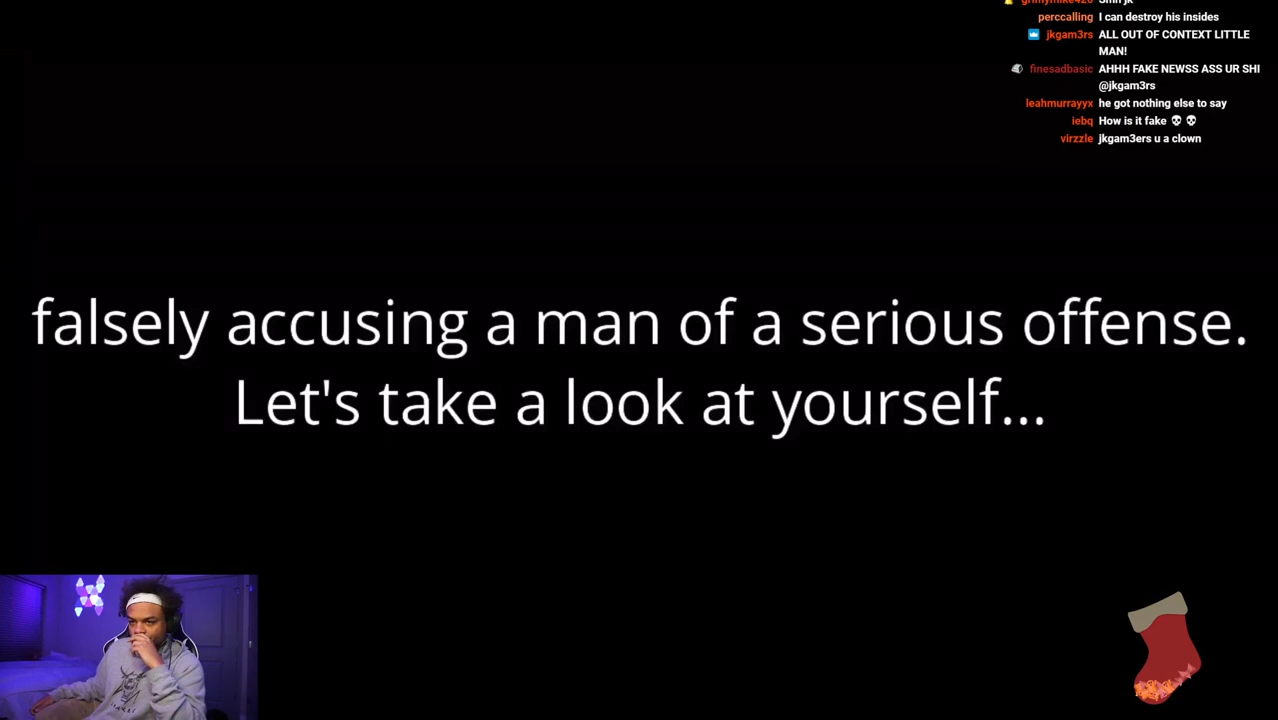 perccalling I can destroy his insides
jkgam3rs ALL OUT OF CONTEXT LITTLE
MAN!
finesadbasic AHHH FAKE NEWSS ASS UR SHI
@jkgam3rs
leahmurrayyx he got nothing else to say
iebq How is it fake 💀 💀
virzzle jkgam3ers u a clown
falsely accusing a man of a serious offense.
Let's take a look at yourself...